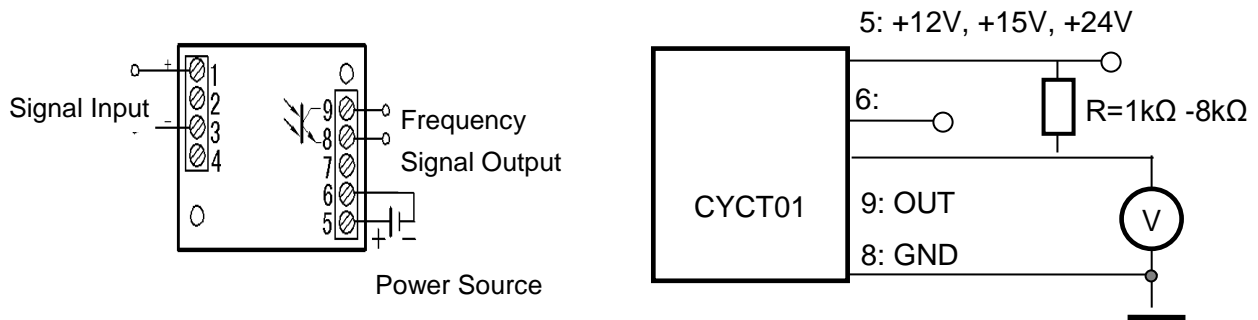 Signal Input
+
−
1
2
3
4
9
8
7
6
5
+ −
Frequency
Signal Output
Power Source
5: +12V, +15V, +24V
6:
R=1kΩ -8kΩ
CYCT01
9: OUT
V
8: GND